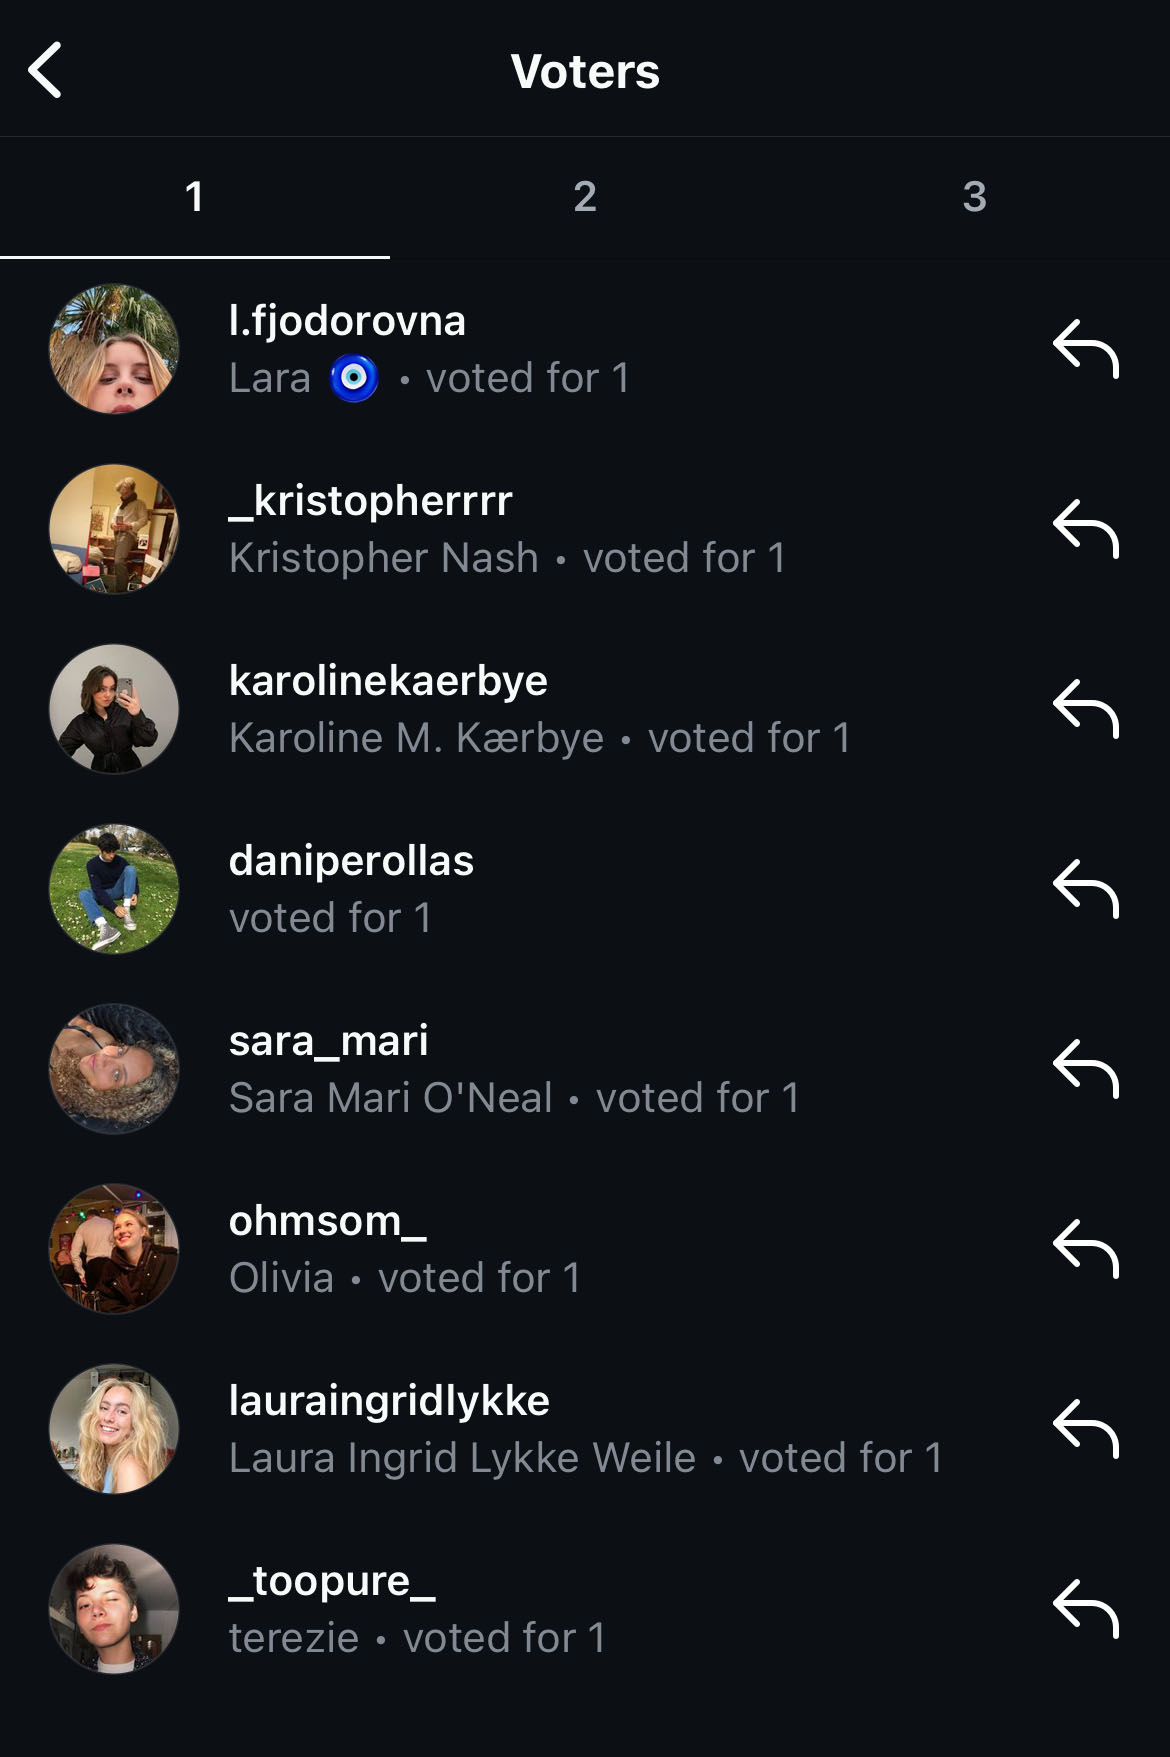 Voters
1 2 3
l.fjodorovna
Lara 🧿 • voted for 1
_kristopherrrr
Kristopher Nash • voted for 1
karolinekaerbye
Karoline M. Kærbye • voted for 1
daniperollas
voted for 1
sara_mari
Sara Mari O'Neal • voted for 1
ohmsom_
Olivia • voted for 1
lauraingridlykke
Laura Ingrid Lykke Weile • voted for 1
_toopure_
terezie • voted for 1